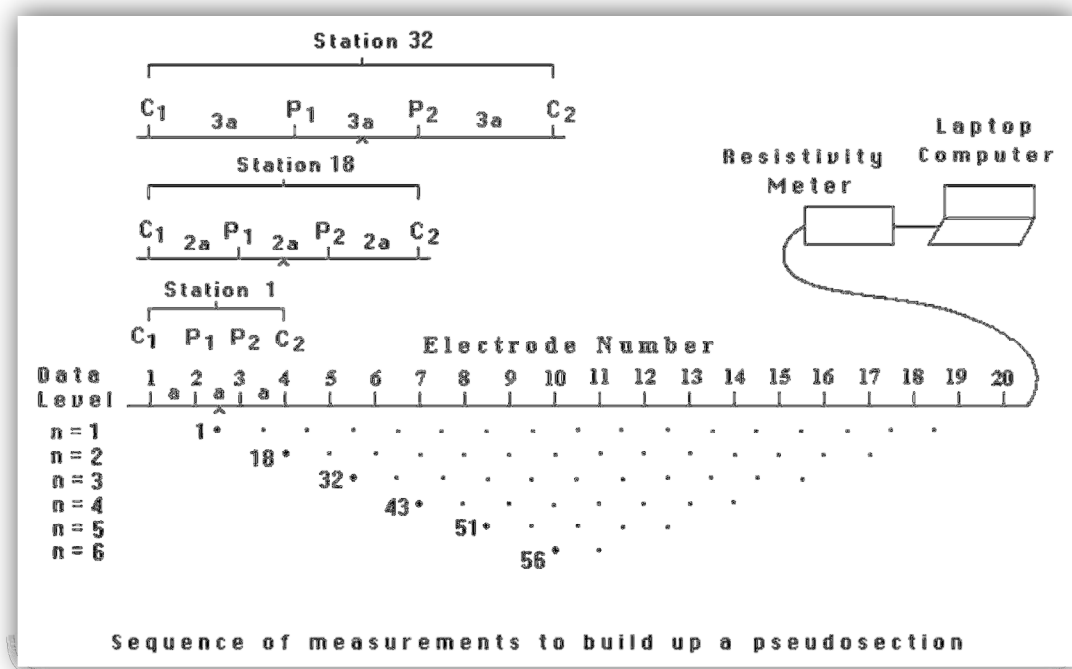 Station 32
C1 P1 P2 C2
3a 3a 3a
Station 18
C1 2a P1 2a P2 2a C2
Station 1
C1 P1 P2 C2
Resistivity Meter
Laptop Computer
Electrode Number
Data Level
1 2 3 4 5 6 7 8 9 10 11 12 13 14 15 16 17 18 19 20
a a a
n = 1 1
n = 2 18
n = 3 32
n = 4 43
n = 5 51
n = 6 56
Sequence of measurements to build up a pseudosection